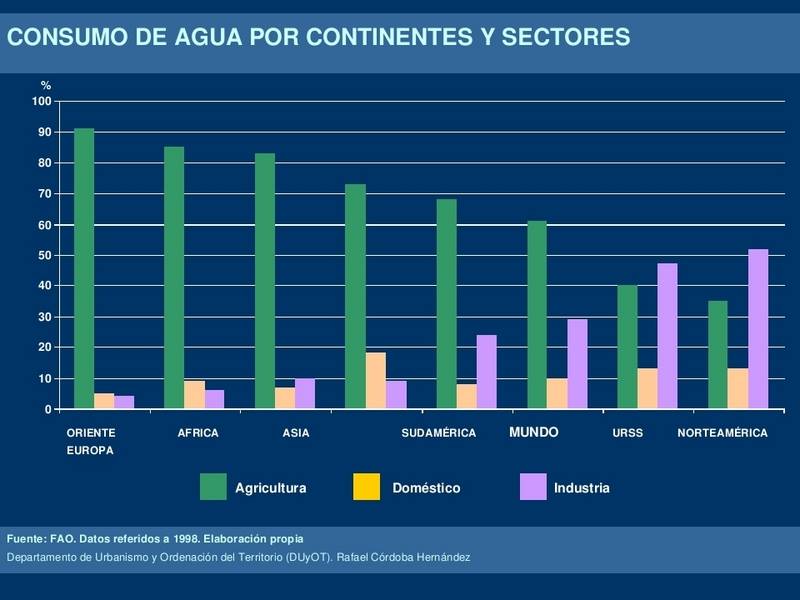 CONSUMO DE AGUA POR CONTINENTES Y SECTORES
%
100
90
80
70
60
50
40
30
20
10
0
ORIENTE AFRICA ASIA SUDAMÉRICA MUNDO URSS NORTEAMÉRICA
EUROPA
Agricultura Doméstico Industria
Fuente: FAO. Datos referidos a 1998. Elaboración propia
Departamento de Urbanismo y Ordenación del Territorio (DUyOT). Rafael Córdoba Hernández